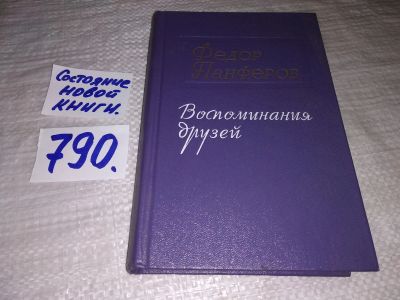 Состояние
новой
книги.
790.
Федор
Панферов
Воспоминания
друзей